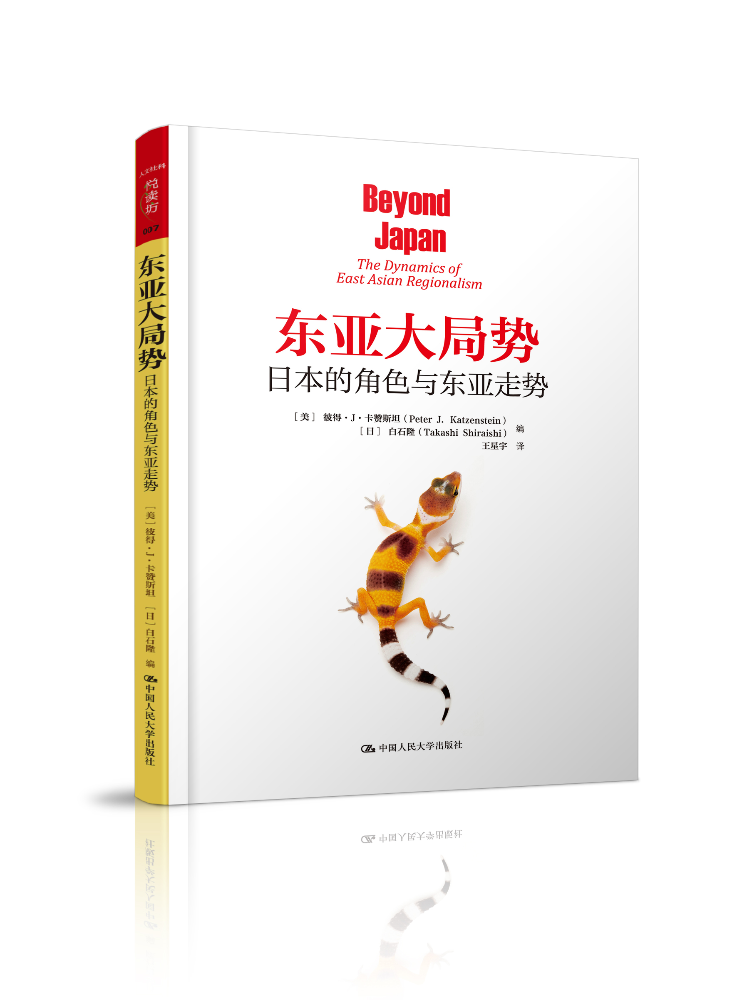 人文社科
悦读坊
007
东亚大局势
日本的角色与东亚走势
[美]彼得·J·卡赞斯坦 [日]白石隆 编
中国人民大学出版社
Beyond
Japan
The Dynamics of
East Asian Regionalism
东亚大局势
日本的角色与东亚走势
[美] 彼得·J·卡赞斯坦(Peter J. Katzenstein)
[日] 白石隆(Takashi Shiraishi) 编
王星宇 译
中国人民大学出版社